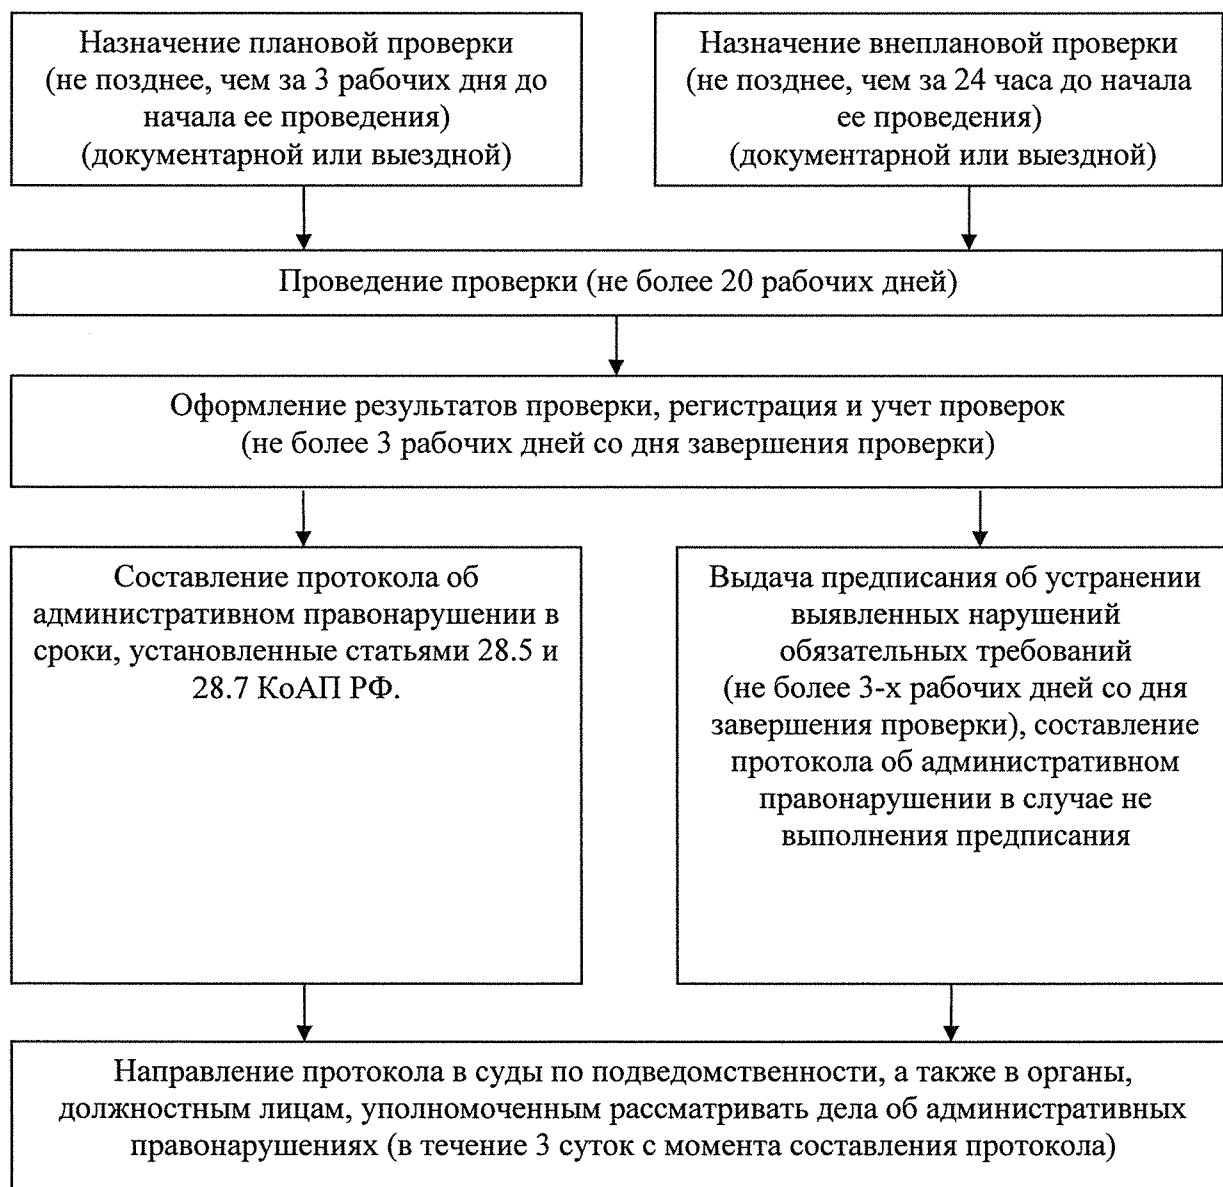 Назначение плановой проверки
(не позднее, чем за 3 рабочих дня до
начала ее проведения)
(документарной или выездной)
Назначение внеплановой проверки
(не позднее, чем за 24 часа до начала
ее проведения)
(документарной или выездной)
Проведение проверки (не более 20 рабочих дней)
Оформление результатов проверки, регистрация и учет проверок
(не более 3 рабочих дней со дня завершения проверки)
Составление протокола об
административном правонарушении в
сроки, установленные статьями 28.5 и
28.7 КоАП РФ.
Выдача предписания об устранении
выявленных нарушений
обязательных требований
(не более 3-х рабочих дней со дня
завершения проверки), составление
протокола об административном
правонарушении в случае не
выполнения предписания
Направление протокола в суды по подведомственности, а также в органы,
должностным лицам, уполномоченным рассматривать дела об административных
правонарушениях (в течение 3 суток с момента составления протокола)